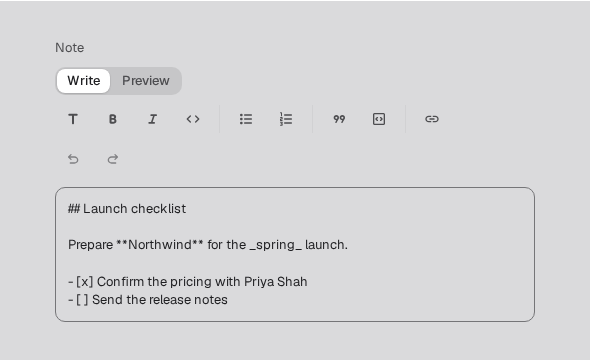 Note
Write Preview
## Launch checklist
Prepare **Northwind** for the _spring_ launch.
- [x] Confirm the pricing with Priya Shah
- [ ] Send the release notes